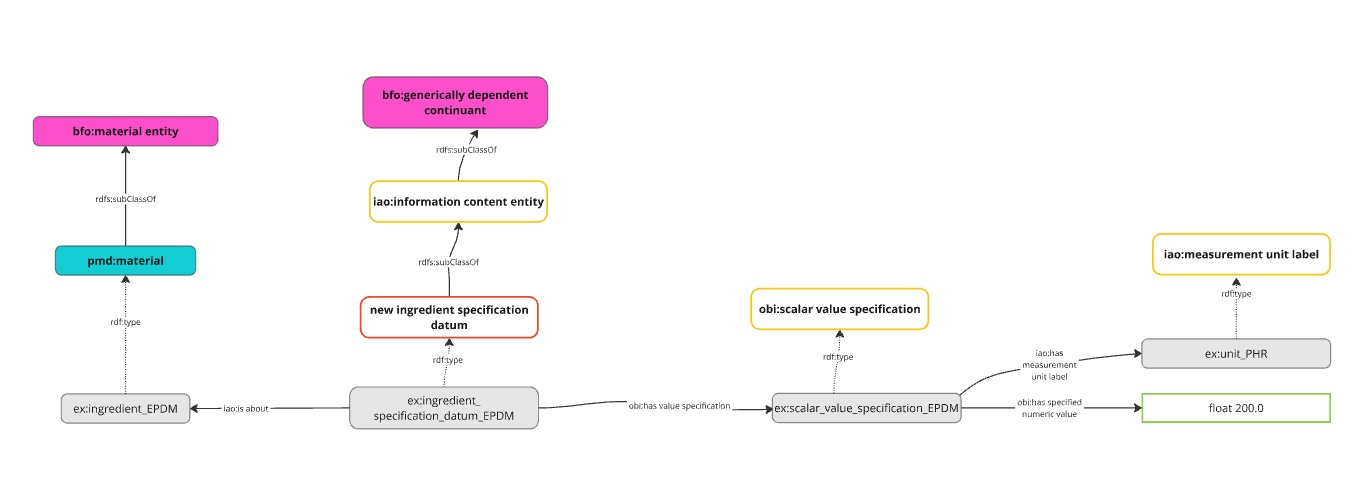 bfo:generically dependent
continuant
bfo:material entity
rdfs:subClassOf
iao:information content entity
rdfs:subClassOf
pmd:material
rdfs:subClassOf
iao:measurement unit label
new ingredient specification
datum
obi:scalar value specification
rdf:type
rdf:type
rdf:type
rdf:type
iao:has
measurement
unit label
ex:unit_PHR
ex:ingredient_EPDM
iao:is about
ex:ingredient_
specification_datum_EPDM
obi:has value specification
ex:scalar_value_specification_EPDM
obi:has specified
numeric value
float 200.0